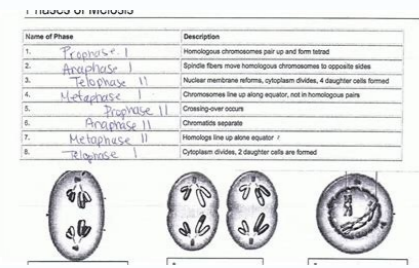 Phases of Meiosis
Name of Phase Description
1. Prophase I Homologous chromosomes pair up and form tetrad
2. Anaphase I Spindle fibers move homologous chromosomes to opposite sides
3. Telophase II Nuclear membrane reforms, cytoplasm divides, 4 daughter cells formed
4. Metaphase I Chromosomes line up along equator, not in homologous pairs
5. Prophase II Crossing-over occurs
6. Anaphase II Chromatids separate
7. Metaphase II Homologs line up along equator
8. Telophase I Cytoplasm divides, 2 daughter cells are formed